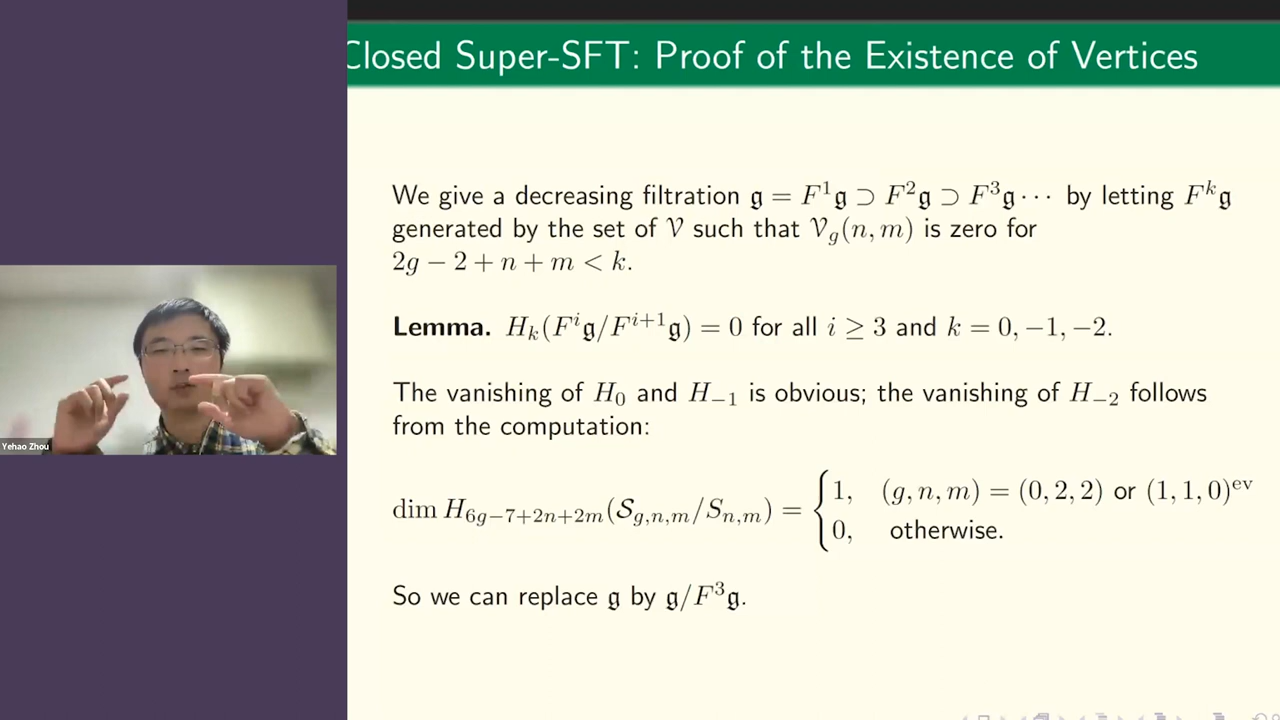 Closed Super-SFT: Proof of the Existence of Vertices
We give a decreasing filtration 𝔤 = F¹𝔤 ⊃ F²𝔤 ⊃ F³𝔤 ⋯ by letting Fᵏ𝔤
generated by the set of 𝒱 such that 𝒱_g(n, m) is zero for
2g − 2 + n + m < k.
Lemma. H_k(Fⁱ𝔤/Fⁱ⁺¹𝔤) = 0 for all i ≥ 3 and k = 0, −1, −2.
The vanishing of H₀ and H₋₁ is obvious; the vanishing of H₋₂ follows
from the computation:
dim H_{6g−7+2n+2m}(𝒮_{g,n,m}/S_{n,m}) = { 1, (g, n, m) = (0, 2, 2) or (1, 1, 0)^{ev}
0, otherwise.
So we can replace 𝔤 by 𝔤/F³𝔤.
Yehao Zhou